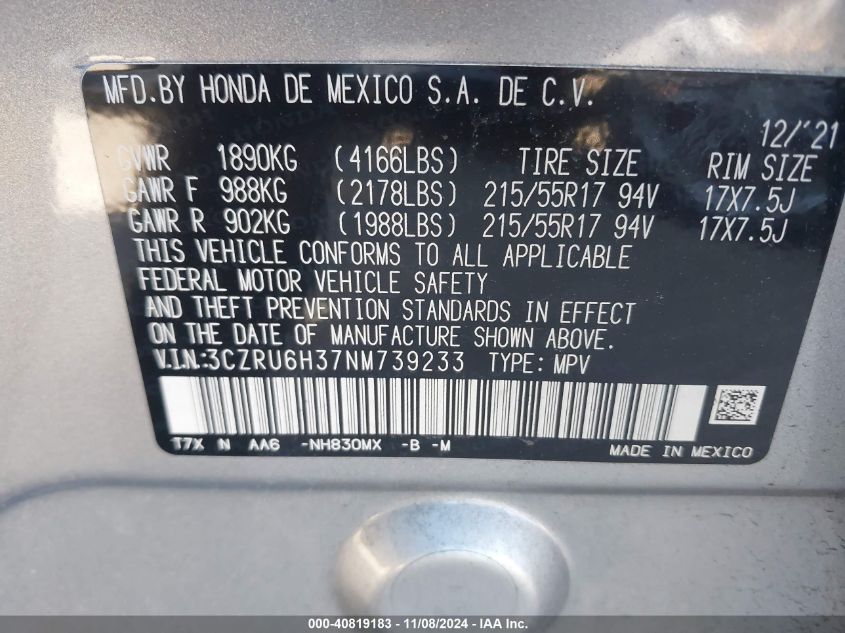 MFD.BY HONDA DE MEXICO S.A. DE C.V.
12/'21
GVWR 1890KG (4166LBS) TIRE SIZE RIM SIZE
GAWR F 988KG (2178LBS) 215/55R17 94V 17X7.5J
GAWR R 902KG (1988LBS) 215/55R17 94V 17X7.5J
THIS VEHICLE CONFORMS TO ALL APPLICABLE
FEDERAL MOTOR VEHICLE SAFETY
AND THEFT PREVENTION STANDARDS IN EFFECT
ON THE DATE OF MANUFACTURE SHOWN ABOVE.
V.I.N.:3CZRU6H37NM739233 TYPE: MPV
T7X N AA6 -NH830MX -B -M
MADE IN MEXICO
000-40819183 - 11/08/2024 - IAA Inc.